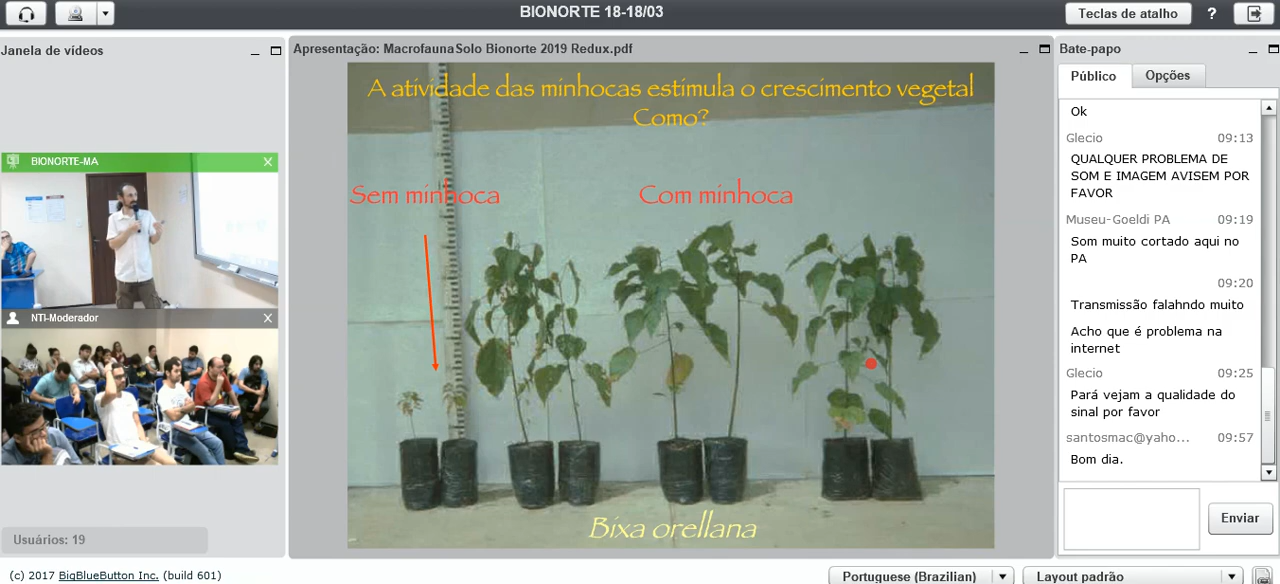 BIONORTE 18-18/03
Teclas de atalho
?
Janela de vídeos
BIONORTE-MA
NTI-Moderador
Usuários: 19
Apresentação: MacrofaunaSolo Bionorte 2019 Redux.pdf
A atividade das minhocas estimula o crescimento vegetal
Como?
Sem minhoca
Com minhoca
Bixa orellana
Bate-papo
Público
Opções
Ok
Glecio 09:13
QUALQUER PROBLEMA DE
SOM E IMAGEM AVISEM POR
FAVOR
Museu-Goeldi PA 09:19
Som muito cortado aqui no
PA
09:20
Transmissão falahndo muito
Acho que é problema na
internet
Glecio 09:25
Pará vejam a qualidade do
sinal por favor
santosmac@yaho... 09:57
Bom dia.
Enviar
(c) 2017 BigBlueButton Inc. (build 601)
Portuguese (Brazilian)
Layout padrão